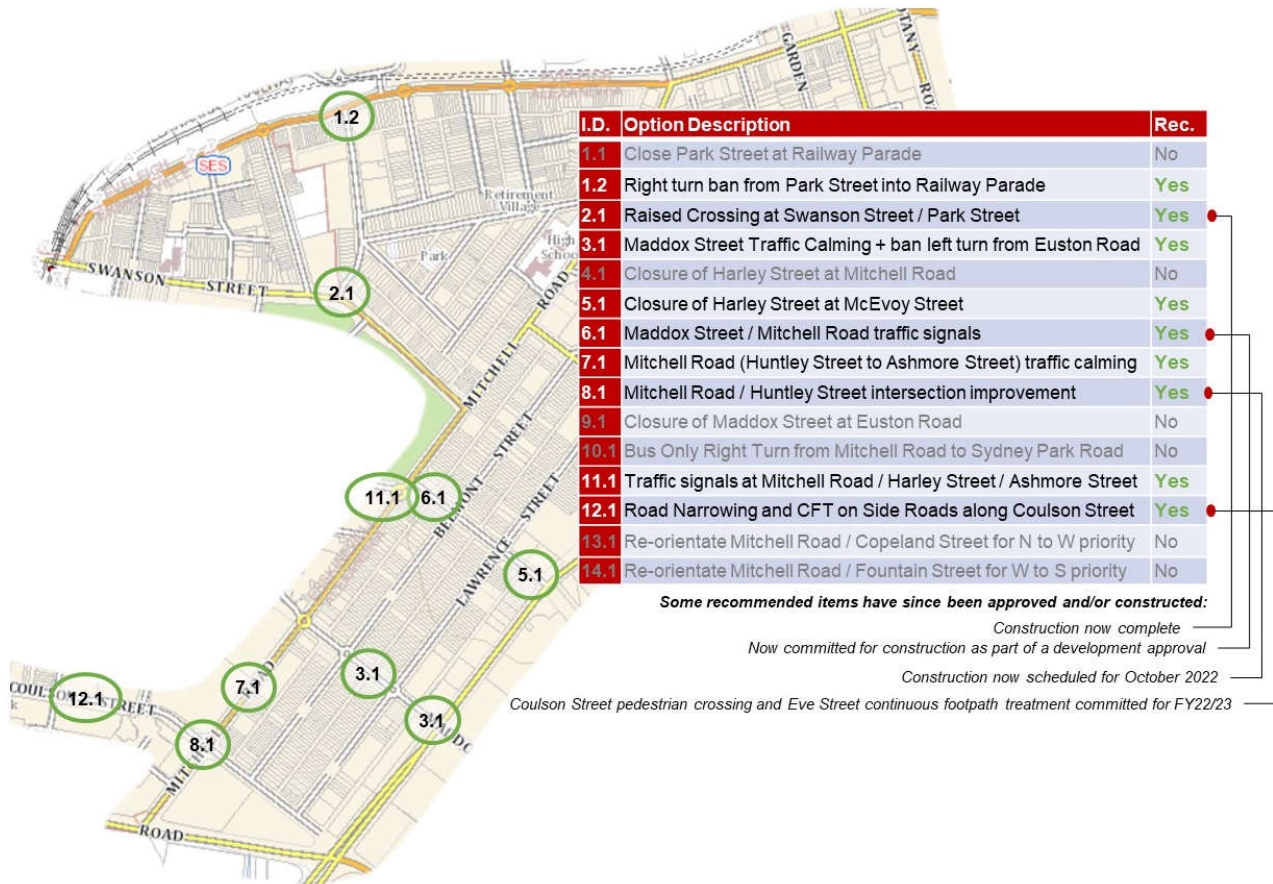 GARDEN
ROAD
1.2
SES
Retirement
Village
High
Park
SWANSON
STREET
2.1
MITCHELL
ROAD
BELMONT
STREET
LAWRENCE
STREET
11.1
6.1
5.1
3.1
7.1
3.1
12.1
COULSON STREET
8.1
ROAD
I.D. Option Description Rec.
1.1 Close Park Street at Railway Parade No
1.2 Right turn ban from Park Street into Railway Parade Yes
2.1 Raised Crossing at Swanson Street / Park Street Yes
3.1 Maddox Street Traffic Calming + ban left turn from Euston Road Yes
4.1 Closure of Harley Street at Mitchell Road No
5.1 Closure of Harley Street at McEvoy Street Yes
6.1 Maddox Street / Mitchell Road traffic signals Yes
7.1 Mitchell Road (Huntley Street to Ashmore Street) traffic calming Yes
8.1 Mitchell Road / Huntley Street intersection improvement Yes
9.1 Closure of Maddox Street at Euston Road No
10.1 Bus Only Right Turn from Mitchell Road to Sydney Park Road No
11.1 Traffic signals at Mitchell Road / Harley Street / Ashmore Street Yes
12.1 Road Narrowing and CFT on Side Roads along Coulson Street Yes
13.1 Re-orientate Mitchell Road / Copeland Street for N to W priority No
14.1 Re-orientate Mitchell Road / Fountain Street for W to S priority No
Some recommended items have since been approved and/or constructed:
Construction now complete
Now committed for construction as part of a development approval
Construction now scheduled for October 2022
Coulson Street pedestrian crossing and Eve Street continuous footpath treatment committed for FY22/23